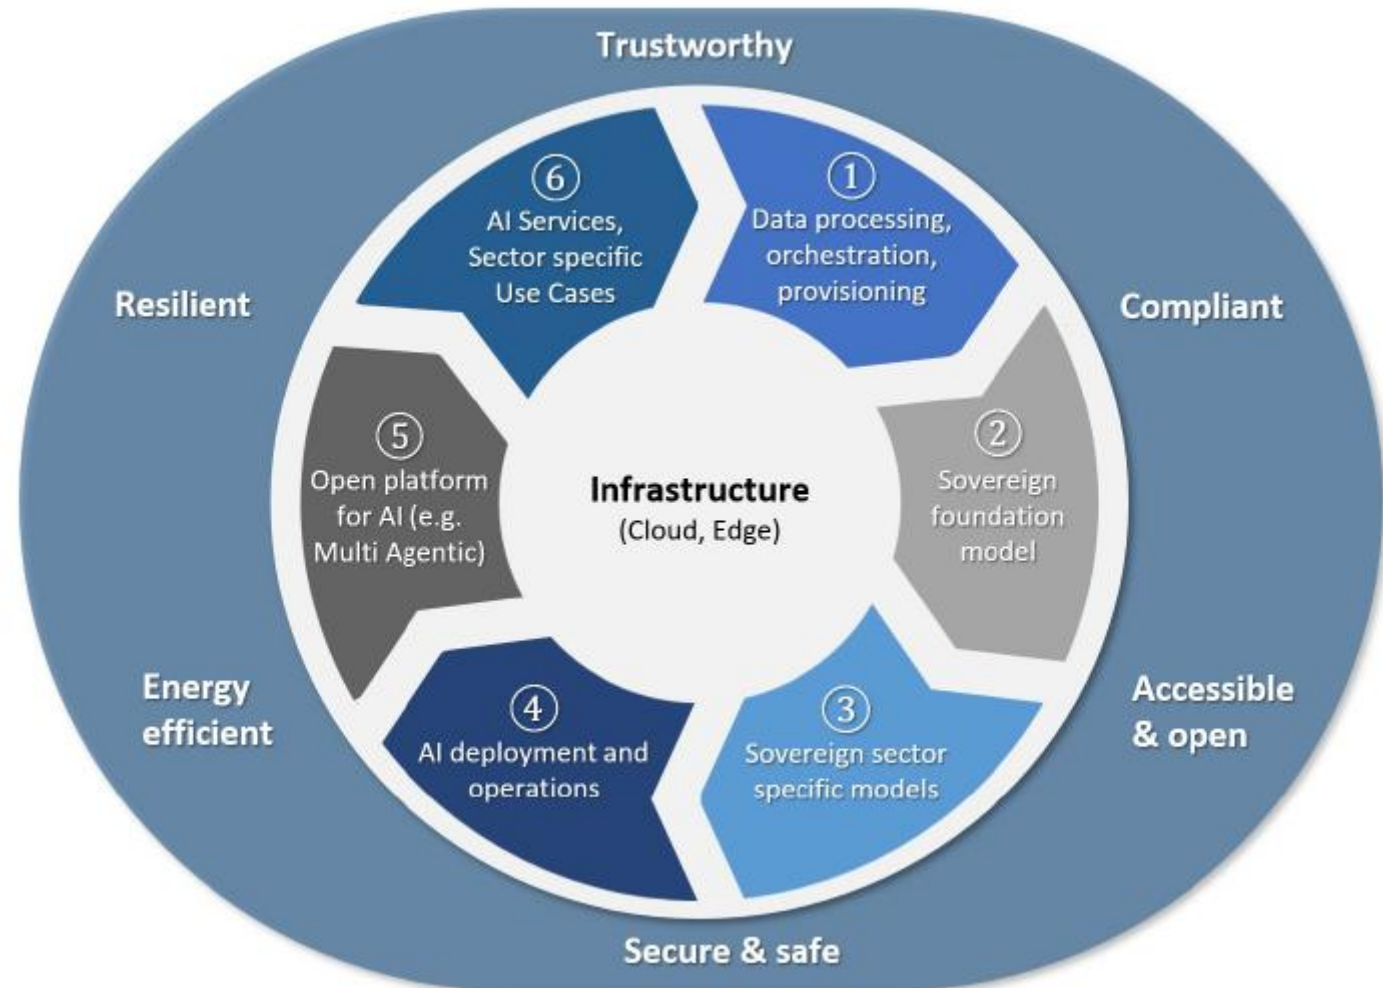 Trustworthy
①
Data processing,
orchestration,
provisioning
②
Sovereign
foundation
model
③
Sovereign sector
specific models
④
AI deployment and
operations
⑤
Open platform
for AI (e.g.
Multi Agentic)
⑥
AI Services,
Sector specific
Use Cases
Infrastructure
(Cloud, Edge)
Compliant
Accessible
& open
Secure & safe
Energy
efficient
Resilient